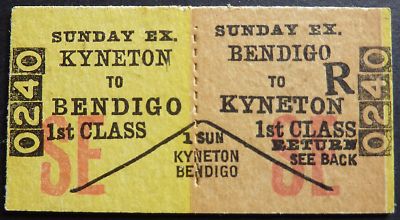 0240
SUNDAY EX.
KYNETON
TO
BENDIGO
1st CLASS
SE
SUNDAY EX.
BENDIGO
TO
KYNETON
R
1st CLASS
RETURN
SEE BACK
SE
1 SUN
KYNETON
BENDIGO
0240